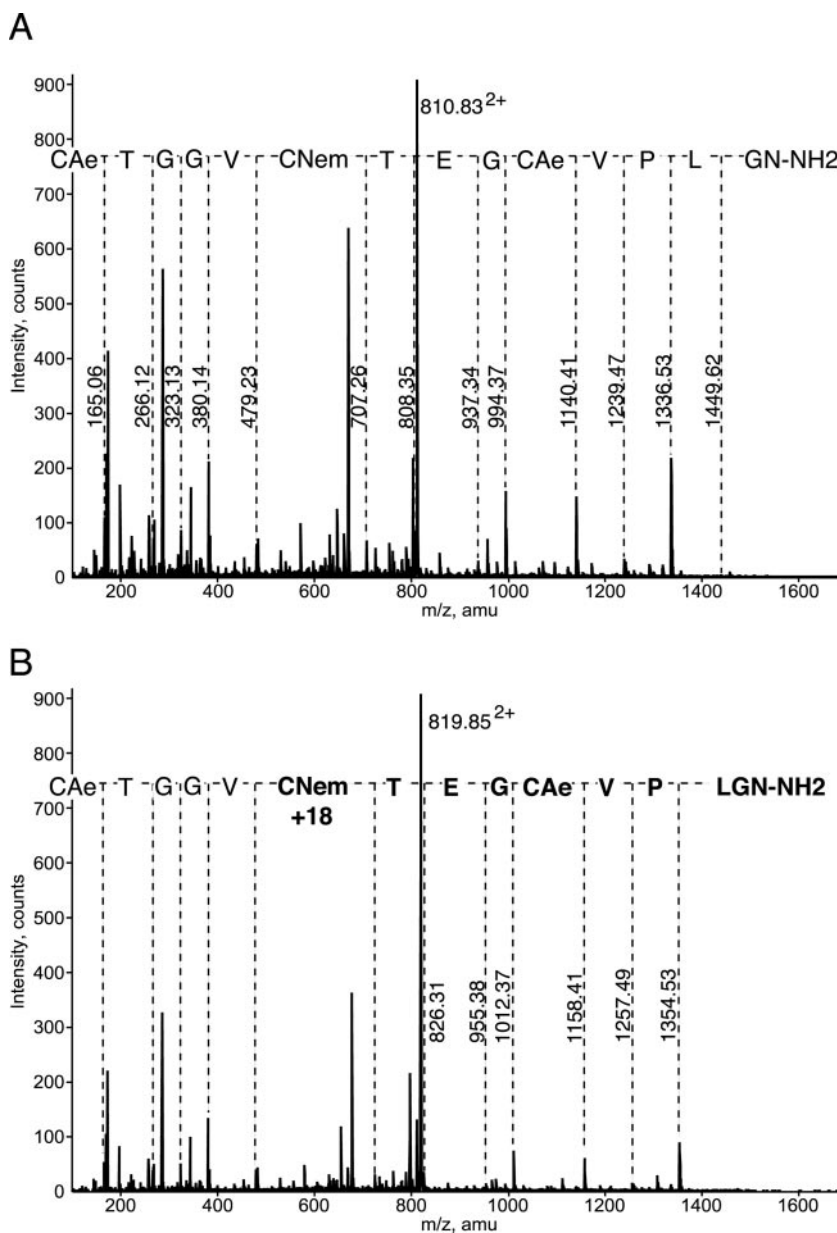 A
900
810.83 2+
800
CAe T G G V CNem T E G CAe V P L GN-NH2
700
600
500
400
300
200
100
0
Intensity, counts
165.06 266.12 323.13 380.14 479.23 707.26 808.35 937.34 994.37 1140.41 1239.47 1336.53 1449.62
200 400 600 800 1000 1200 1400 1600
m/z, amu
B
900
819.85 2+
800
CAe T G G V CNem T E G CAe V P LGN-NH2
+18
700
600
500
400
300
200
100
0
Intensity, counts
826.31 955.38 1012.37 1158.41 1257.49 1354.53
200 400 600 800 1000 1200 1400 1600
m/z, amu